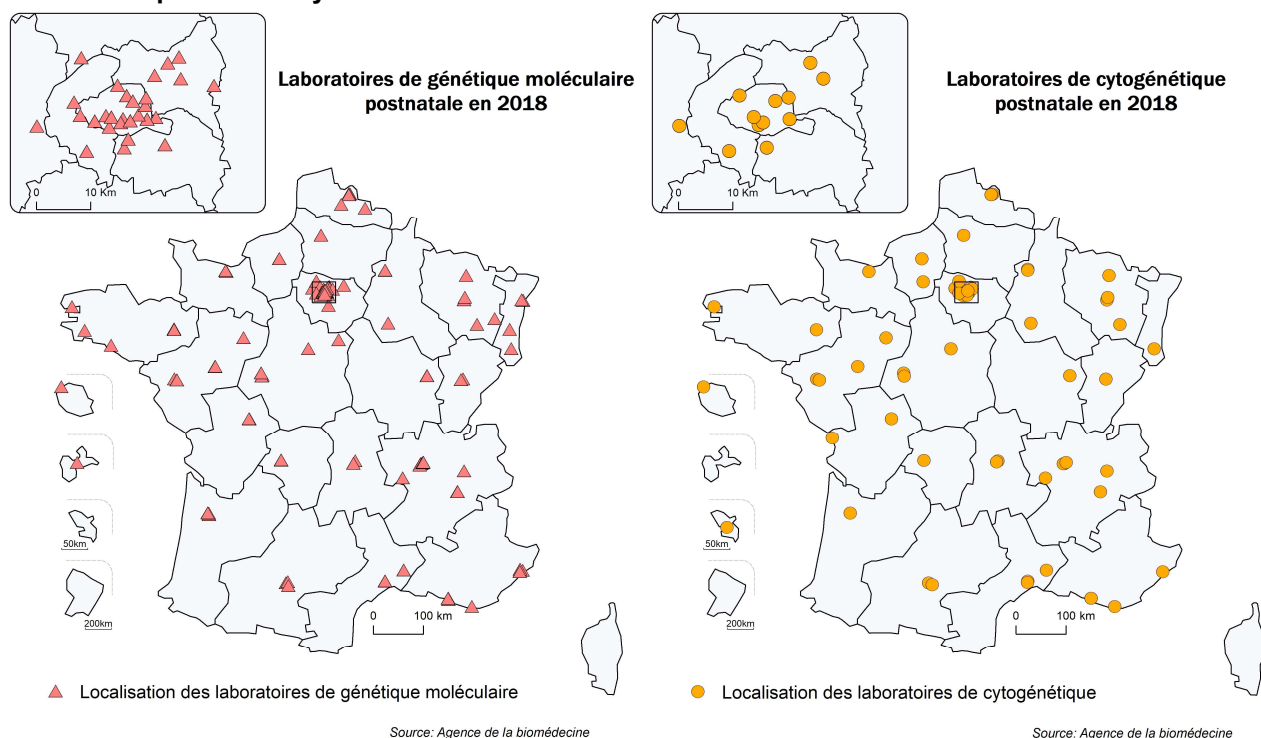 Laboratoires de génétique moléculaire
postnatale en 2018
0
10 Km
50km
200km
0
100 km
Localisation des laboratoires de génétique moléculaire
Source: Agence de la biomédecine
Laboratoires de cytogénétique
postnatale en 2018
0
10 Km
50km
200km
0
100 km
Localisation des laboratoires de cytogénétique
Source: Agence de la biomédecine